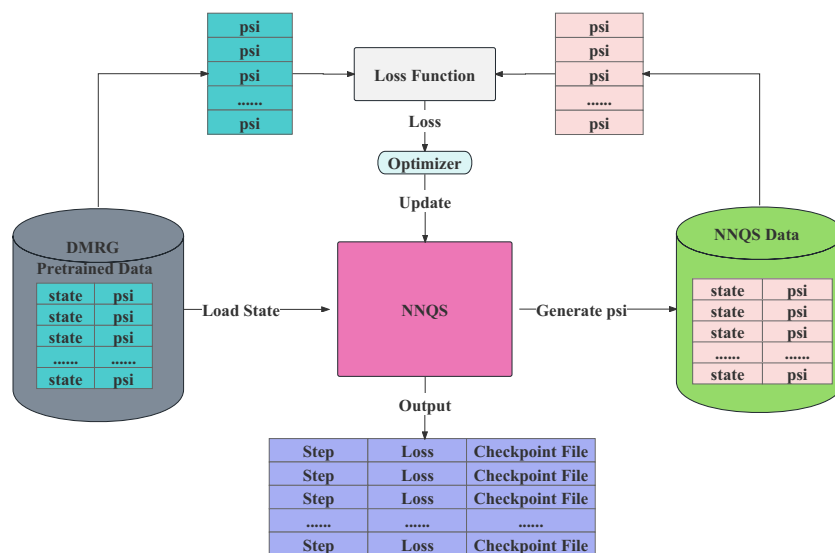 psi
psi
psi
......
psi
Loss Function
psi
psi
psi
......
psi
Loss
Optimizer
Update
DMRG
Pretrained Data
state psi
state psi
state psi
...... ......
state psi
Load State
NNQS
Generate psi
NNQS Data
state psi
state psi
state psi
...... ......
state psi
Output
Step Loss Checkpoint File
Step Loss Checkpoint File
Step Loss Checkpoint File
...... ...... ......
Step Loss Checkpoint File